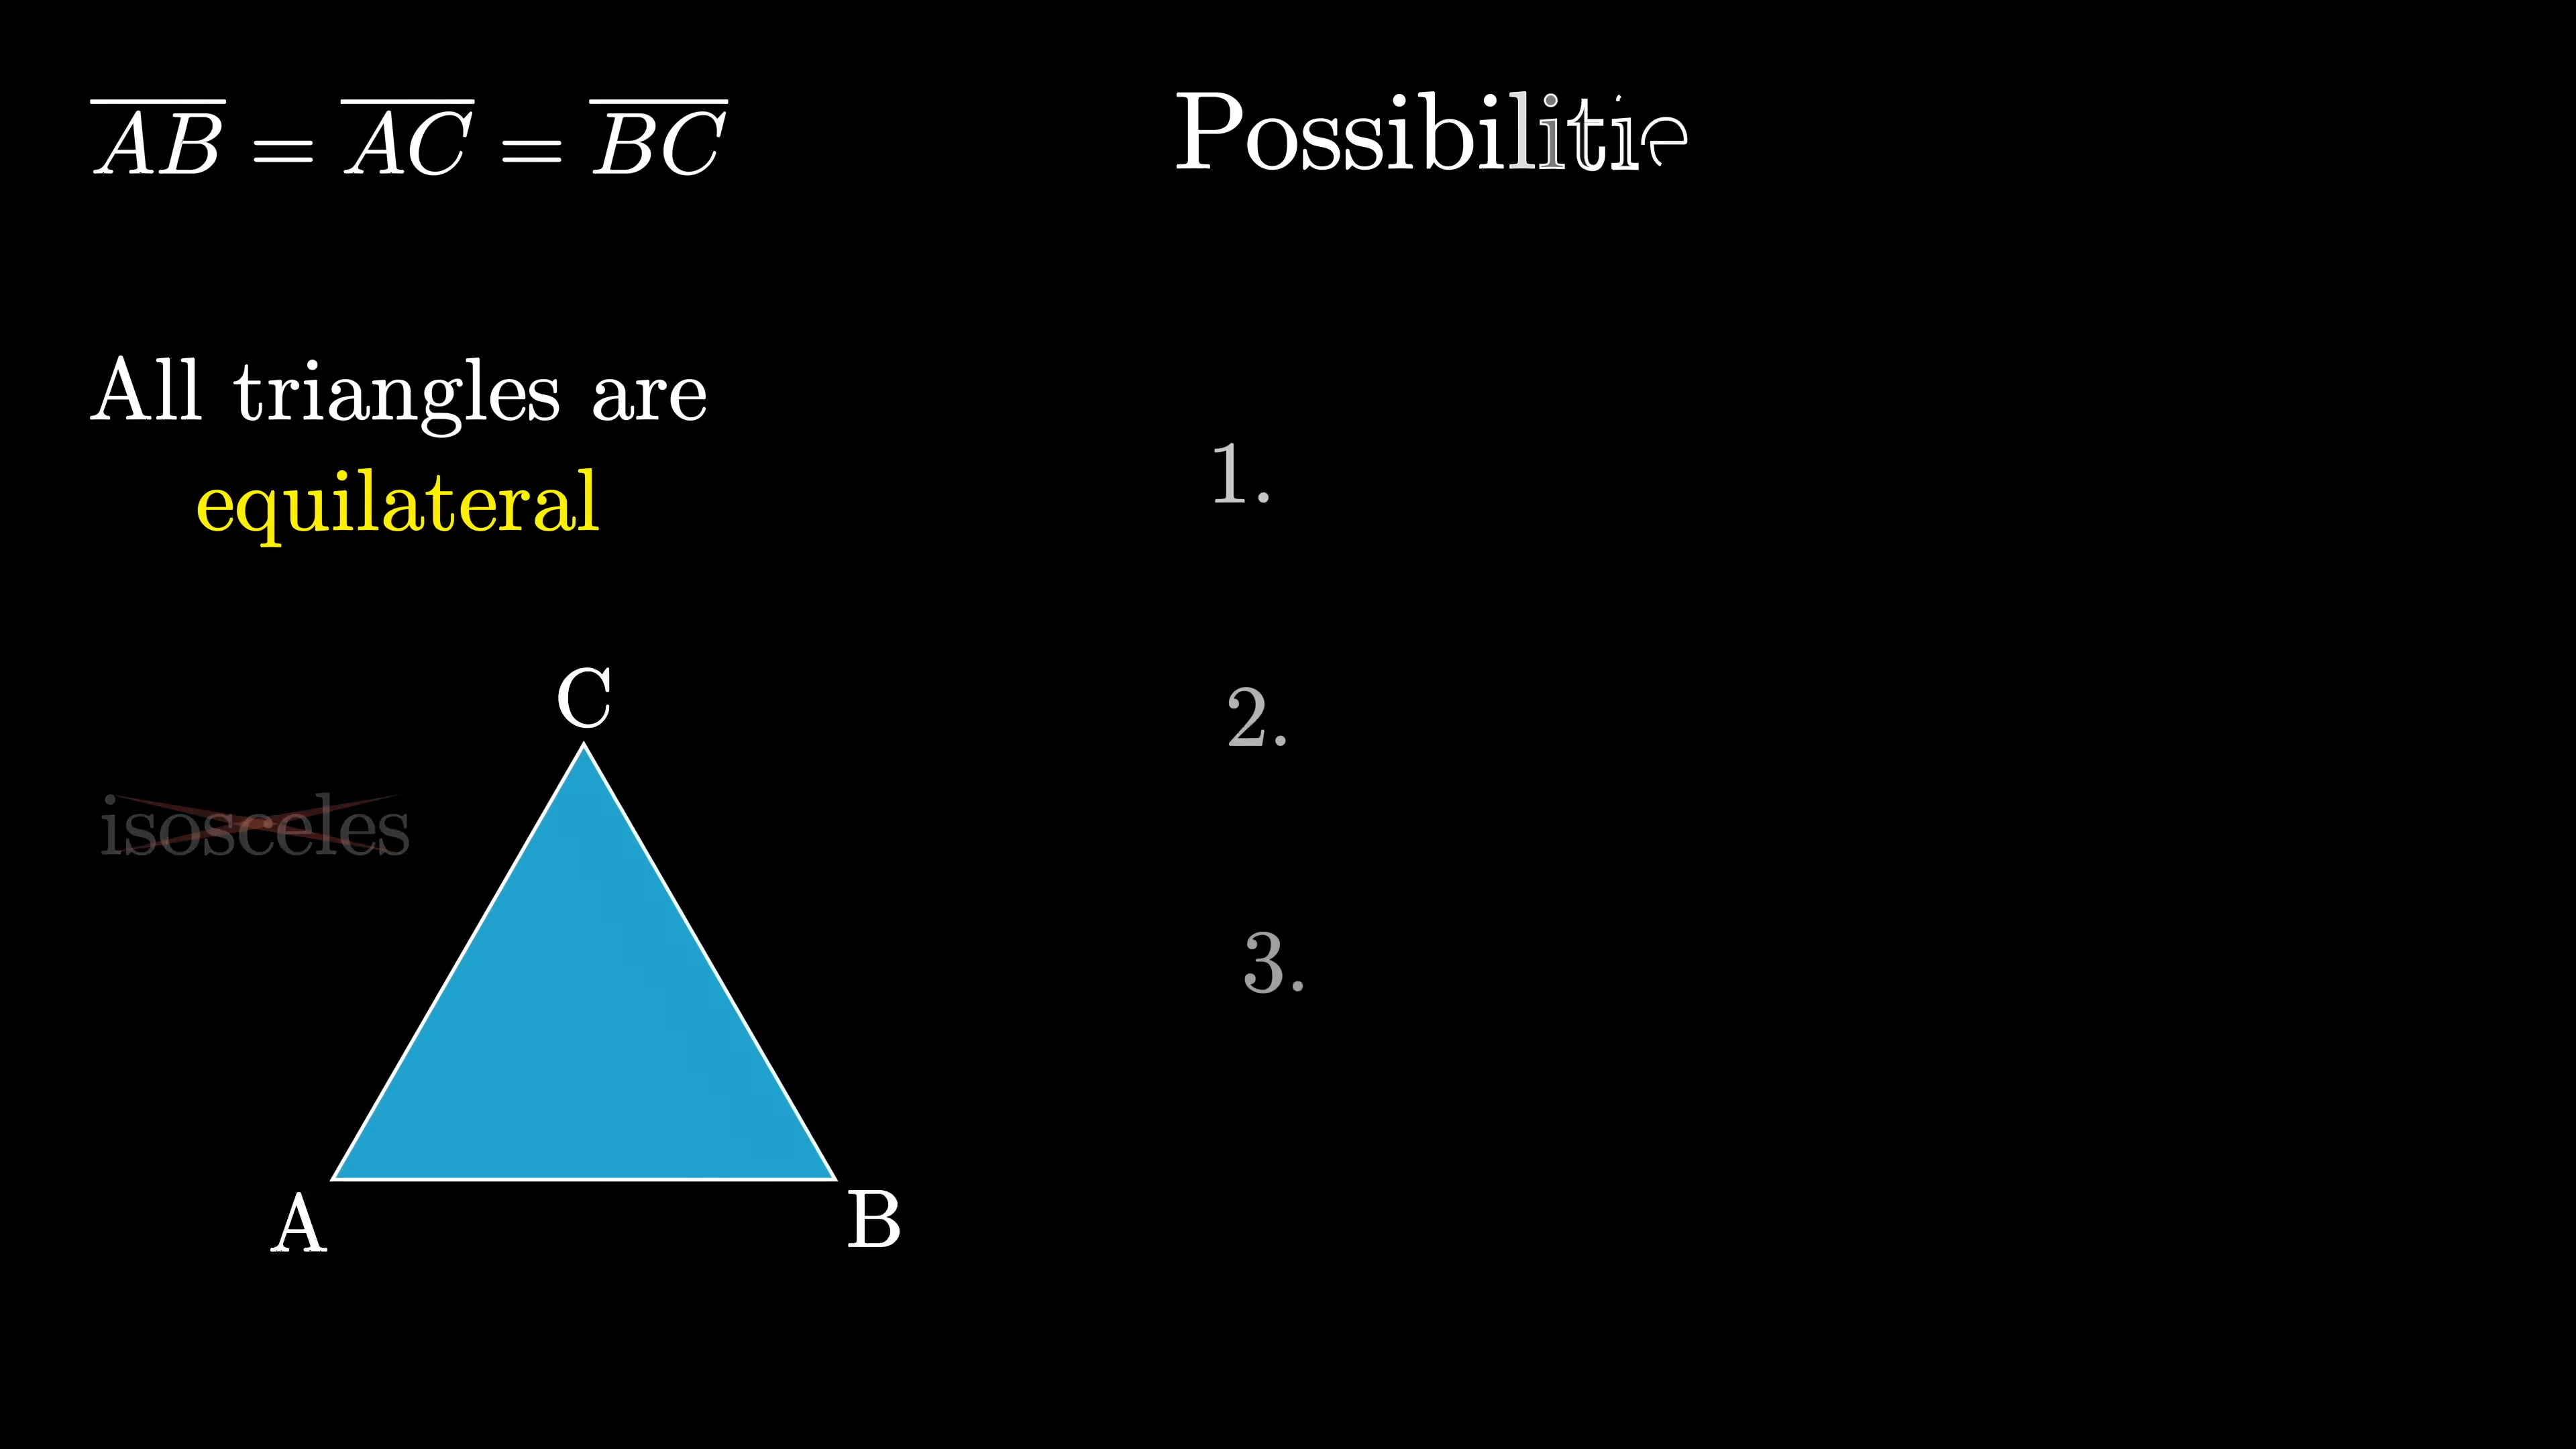 AB = AC = BC
Possibilitie
All triangles are
equilateral
1.
2.
C
isosceles
3.
A
B